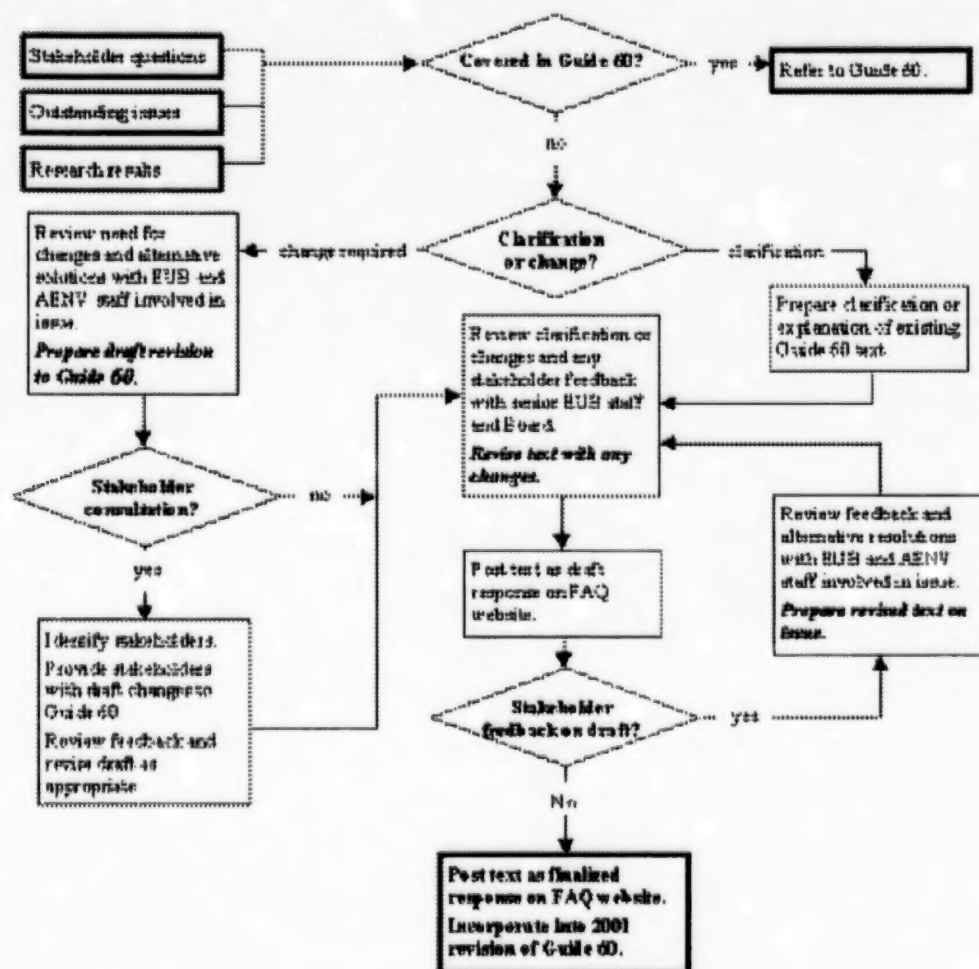 Stakeholder questions
Outstanding issues
Research results
Covered in Guide 60?
yes
Refer to Guide 60.
no
Clarification
or change?
change required
clarification
Review need for
changes and alternative
solutions with EUB and
AENV staff involved in
issue.
Prepare draft revision
to Guide 60.
Prepare clarification or
explanation of existing
Guide 60 text.
Review clarification or
changes and any
stakeholder feedback
with senior EUB staff
and Board.
Revise text with any
changes.
Stakeholder
consultation?
no
yes
Identify stakeholders.
Provide stakeholders
with draft changes to
Guide 60
Review feedback and
revise draft as
appropriate
Post text as draft
response on FAQ
website.
Review feedback and
alternative resolutions
with EUB and AENV
staff involved in issue.
Prepare revised text on
issue.
Stakeholder
feedback on draft?
yes
No
Post text as finalized
response on FAQ website.
Incorporate into 2001
revision of Guide 60.